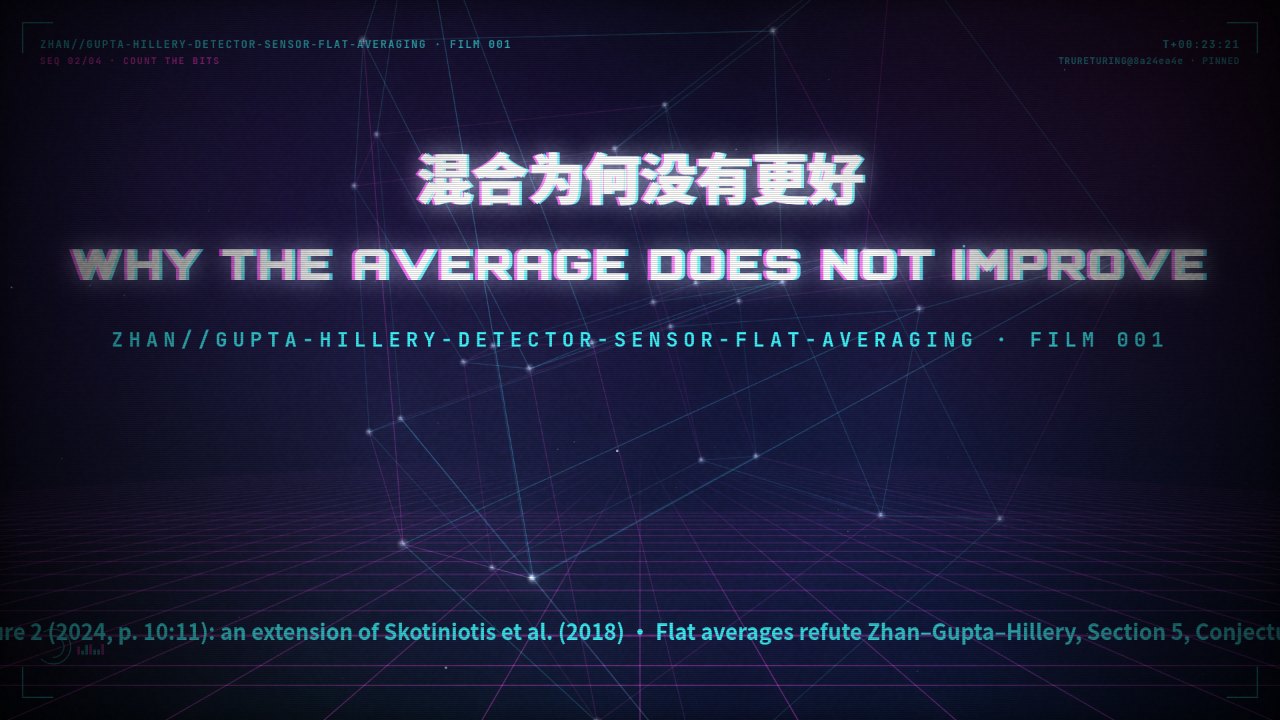 ZHAN//GUPTA-HILLERY-DETECTOR-SENSOR-FLAT-AVERAGING · FILM 001
SEQ 02/04 · COUNT THE BITS
T+00:23:21
TRURETURING@8a24ea4e · PINNED
混合为何没有更好
WHY THE AVERAGE DOES NOT IMPROVE
ZHAN//GUPTA-HILLERY-DETECTOR-SENSOR-FLAT-AVERAGING · FILM 001
ure 2 (2024, p. 10:11): an extension of Skotiniotis et al. (2018) • Flat averages refute Zhan–Gupta–Hillery, Section 5, Conjectu